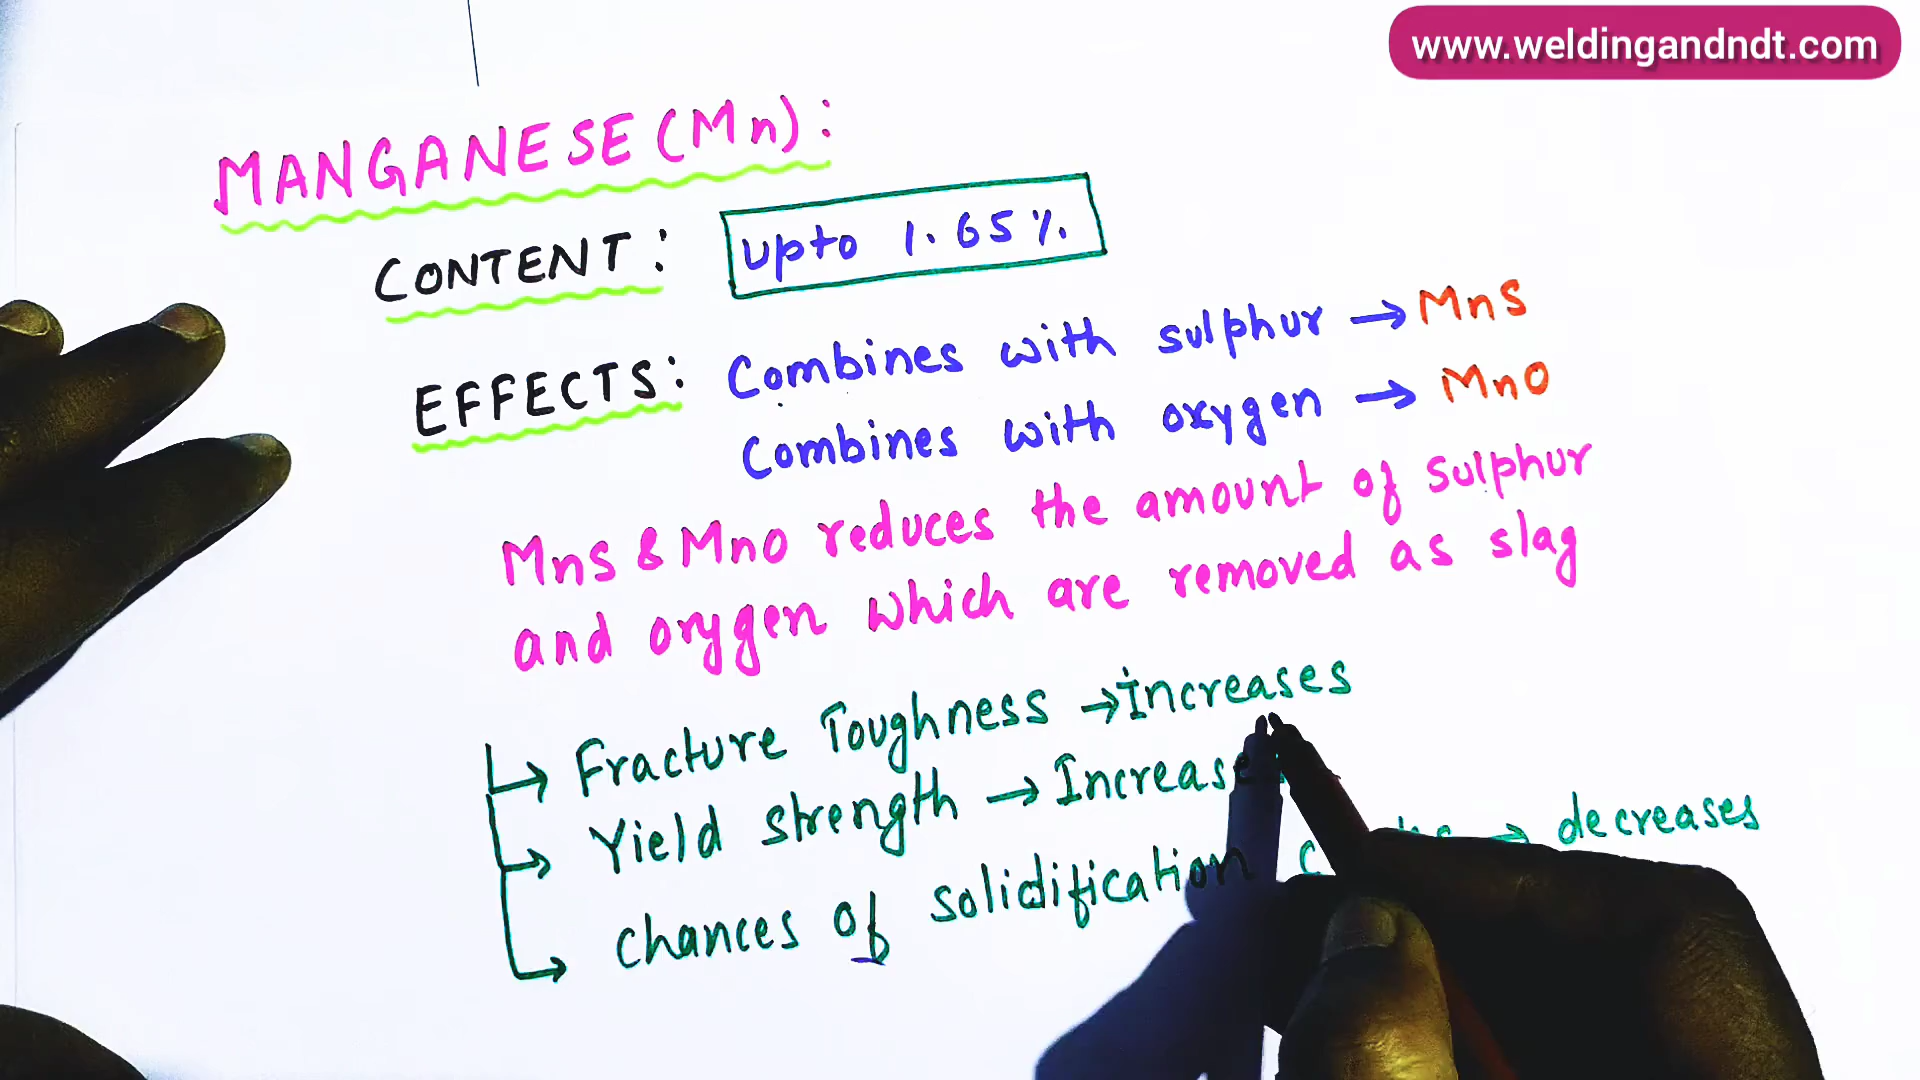 www.weldingandndt.com
MANGANESE (Mn):
CONTENT: upto 1.65%
EFFECTS: Combines with sulphur → MnS
Combines with oxygen → MnO
MnS & MnO reduces the amount of sulphur
and oxygen which are removed as slag
→ Fracture Toughness → Increases
→ Yield strength → Increase
→ chances of solidification → decreases